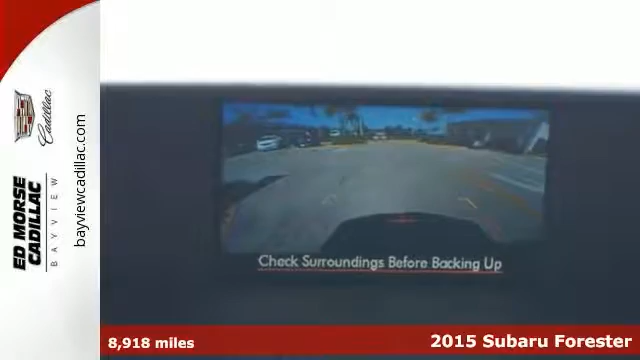 Cadillac
ED MORSE
CADILLAC
BAYVIEW
bayviewcadillac.com
Check Surroundings Before Backing Up
8,918 miles
2015 Subaru Forester